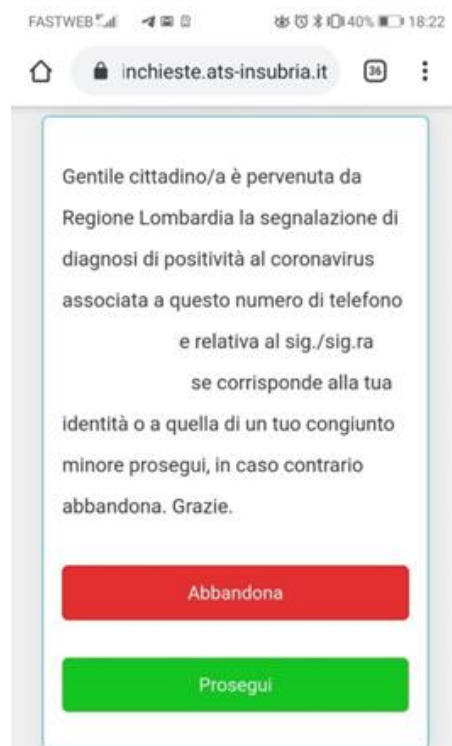 FASTWEB 40% 18:22
inchieste.ats-insubria.it 36
Gentile cittadino/a è pervenuta da
Regione Lombardia la segnalazione di
diagnosi di positività al coronavirus
associata a questo numero di telefono
e relativa al sig./sig.ra
se corrisponde alla tua
identità o a quella di un tuo congiunto
minore prosegui, in caso contrario
abbandona. Grazie.
Abbandona
Prosegui